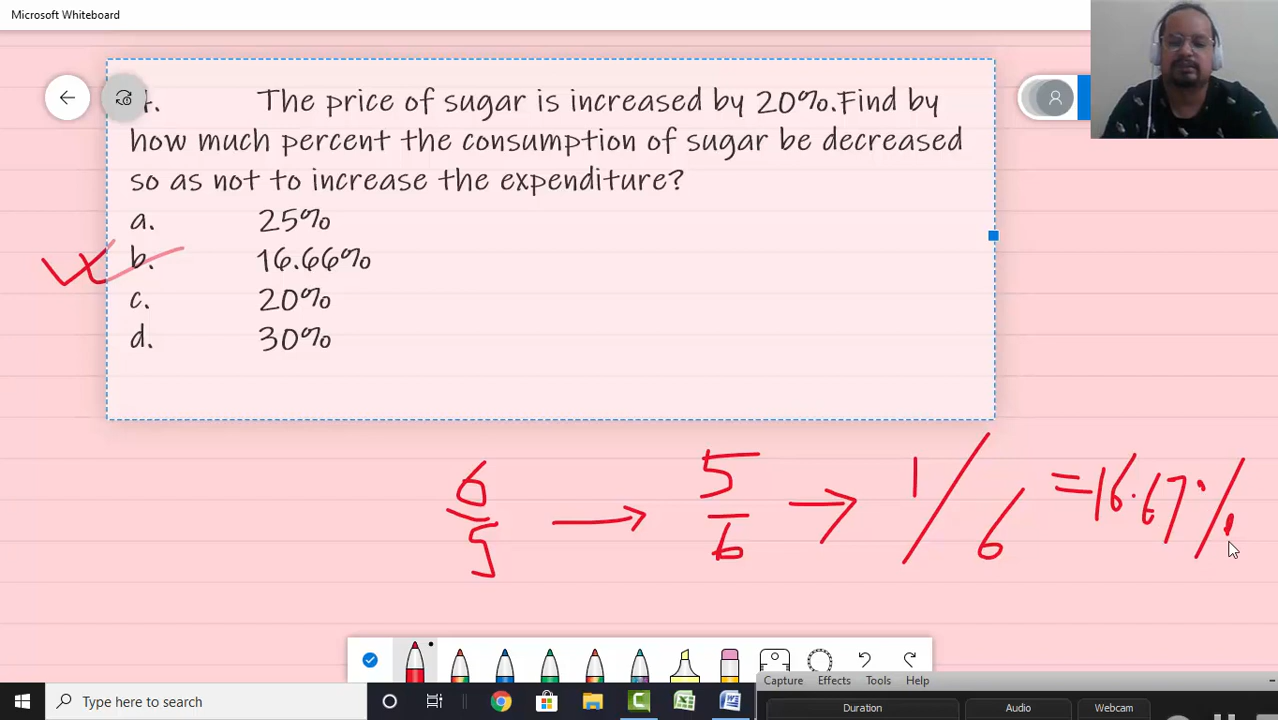 Microsoft Whiteboard
The price of sugar is increased by 20%.Find by
how much percent the consumption of sugar be decreased
so as not to increase the expenditure?
a. 25%
b. 16.66%
c. 20%
d. 30%
6/5 → 5/6 → 1/6 =16.67%
Capture Effects Tools Help
Type here to search
Duration Audio Webcam